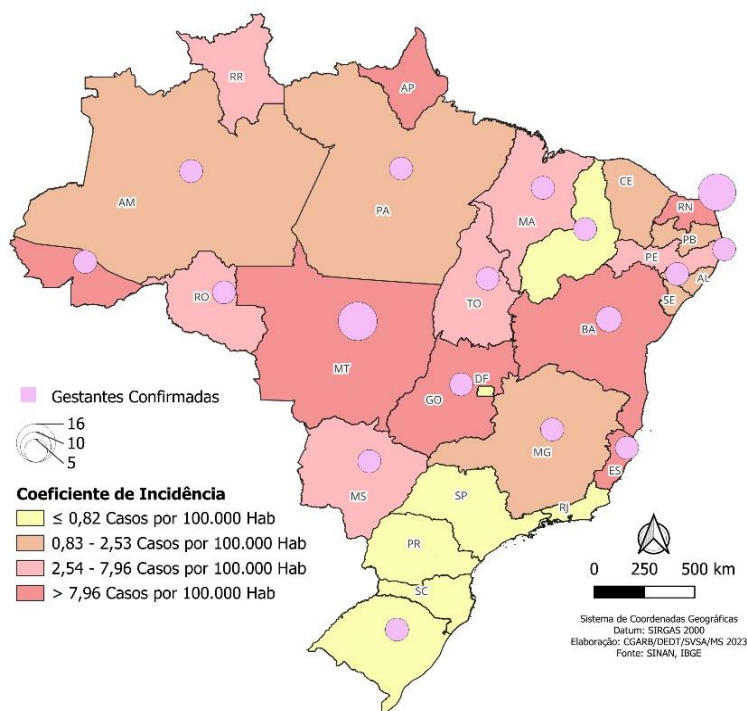 RR
AP
AM
PA
MA
CE
RN
PB
PE
AL
SE
TO
RO
BA
MT
DF
GO
MG
ES
MS
SP
RJ
PR
SC
Gestantes Confirmadas
16
10
5
Coeficiente de Incidência
≤ 0,82 Casos por 100.000 Hab
0,83 - 2,53 Casos por 100.000 Hab
2,54 - 7,96 Casos por 100.000 Hab
> 7,96 Casos por 100.000 Hab
0 250 500 km
Sistema de Coordenadas Geográficas
Datum: SIRGAS 2000
Elaboração: CGARB/DEDT/SVSA/MS 2023
Fonte: SINAN, IBGE